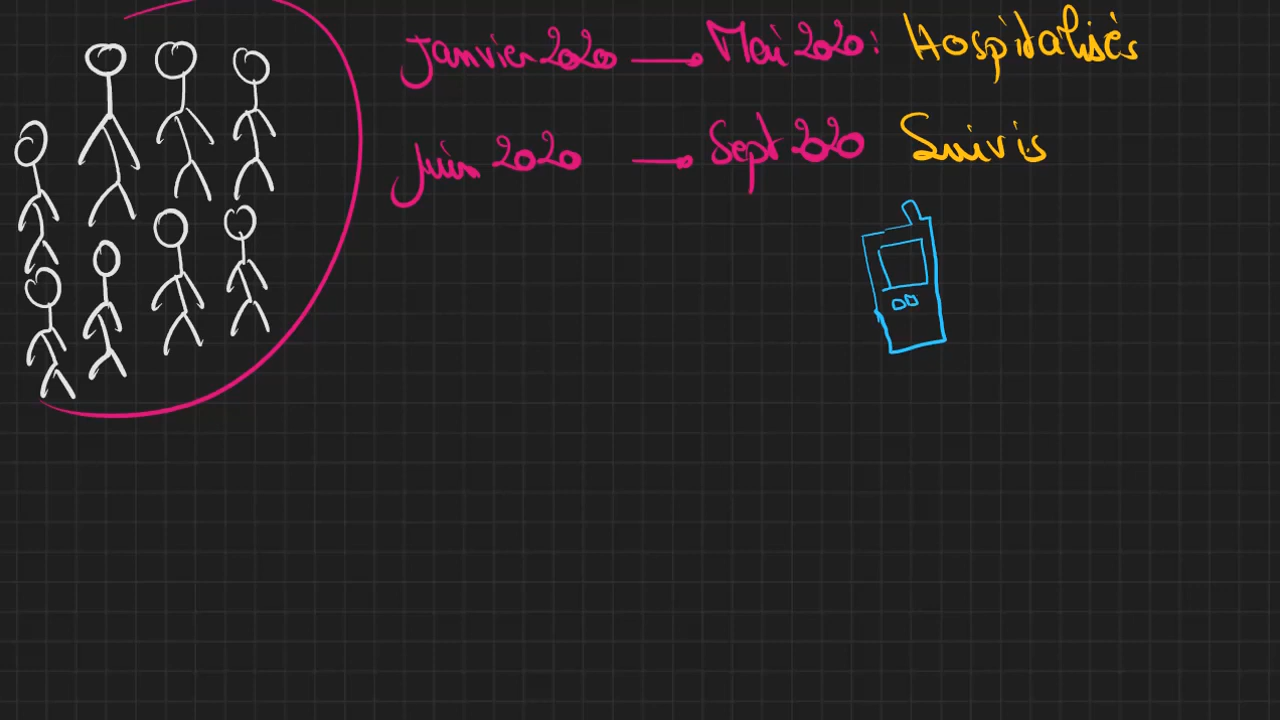 Janvier 2020 → Mai 2020 : Hospitalisés
Juin 2020 → Sept 2020 Suivis